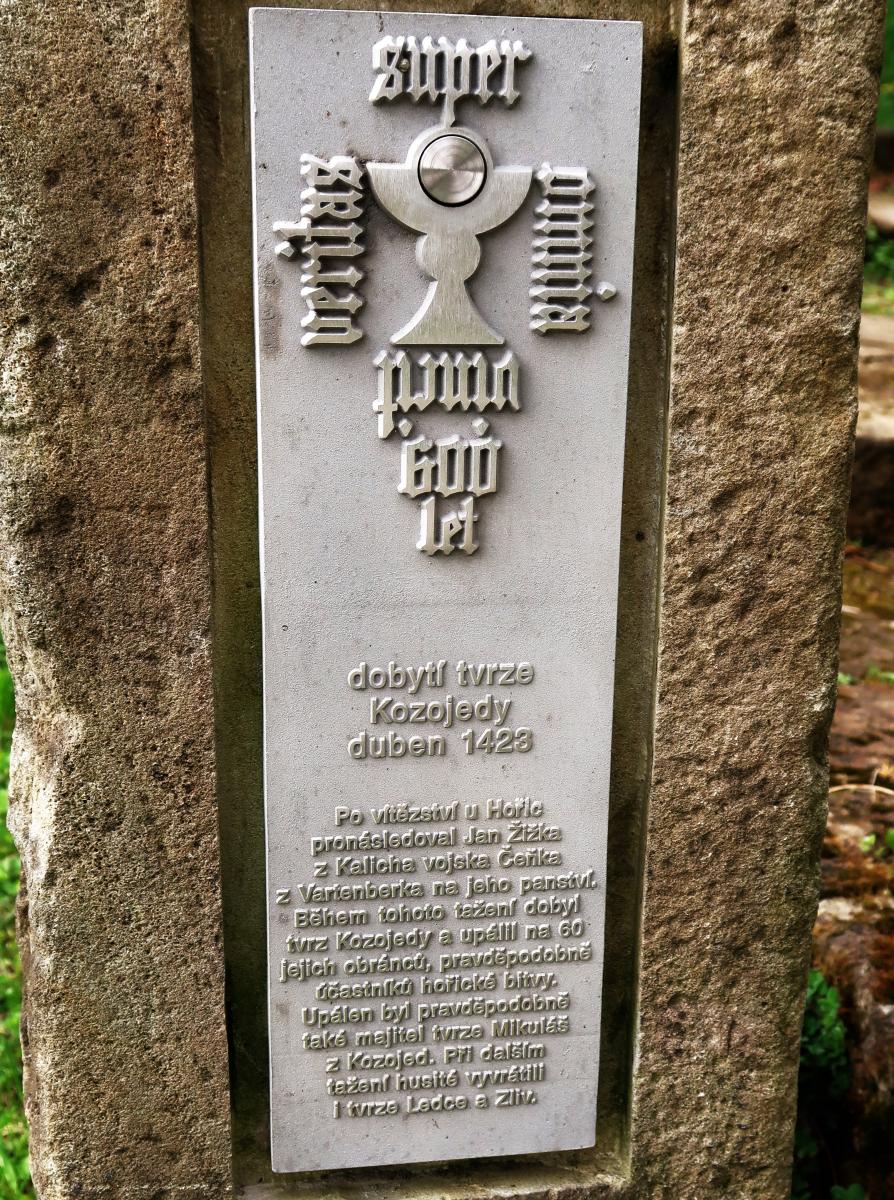 super
veritas
omnia
vincit
600
let
dobytí tvrze
Kozojedy
duben 1423
Po vítězství u Hořic
pronásledoval Jan Žižka
z Kalicha vojska Čeňka
z Vartenberka na jeho panství.
Během tohoto tažení dobyl
tvrz Kozojedy a upálil na 60
jejich obránců, pravděpodobně
účastníků hořické bitvy.
Upálen byl pravděpodobně
také majitel tvrze Mikuláš
z Kozojed. Při dalším
tažení husité vyvrátili
i tvrze Ledce a Zliv.